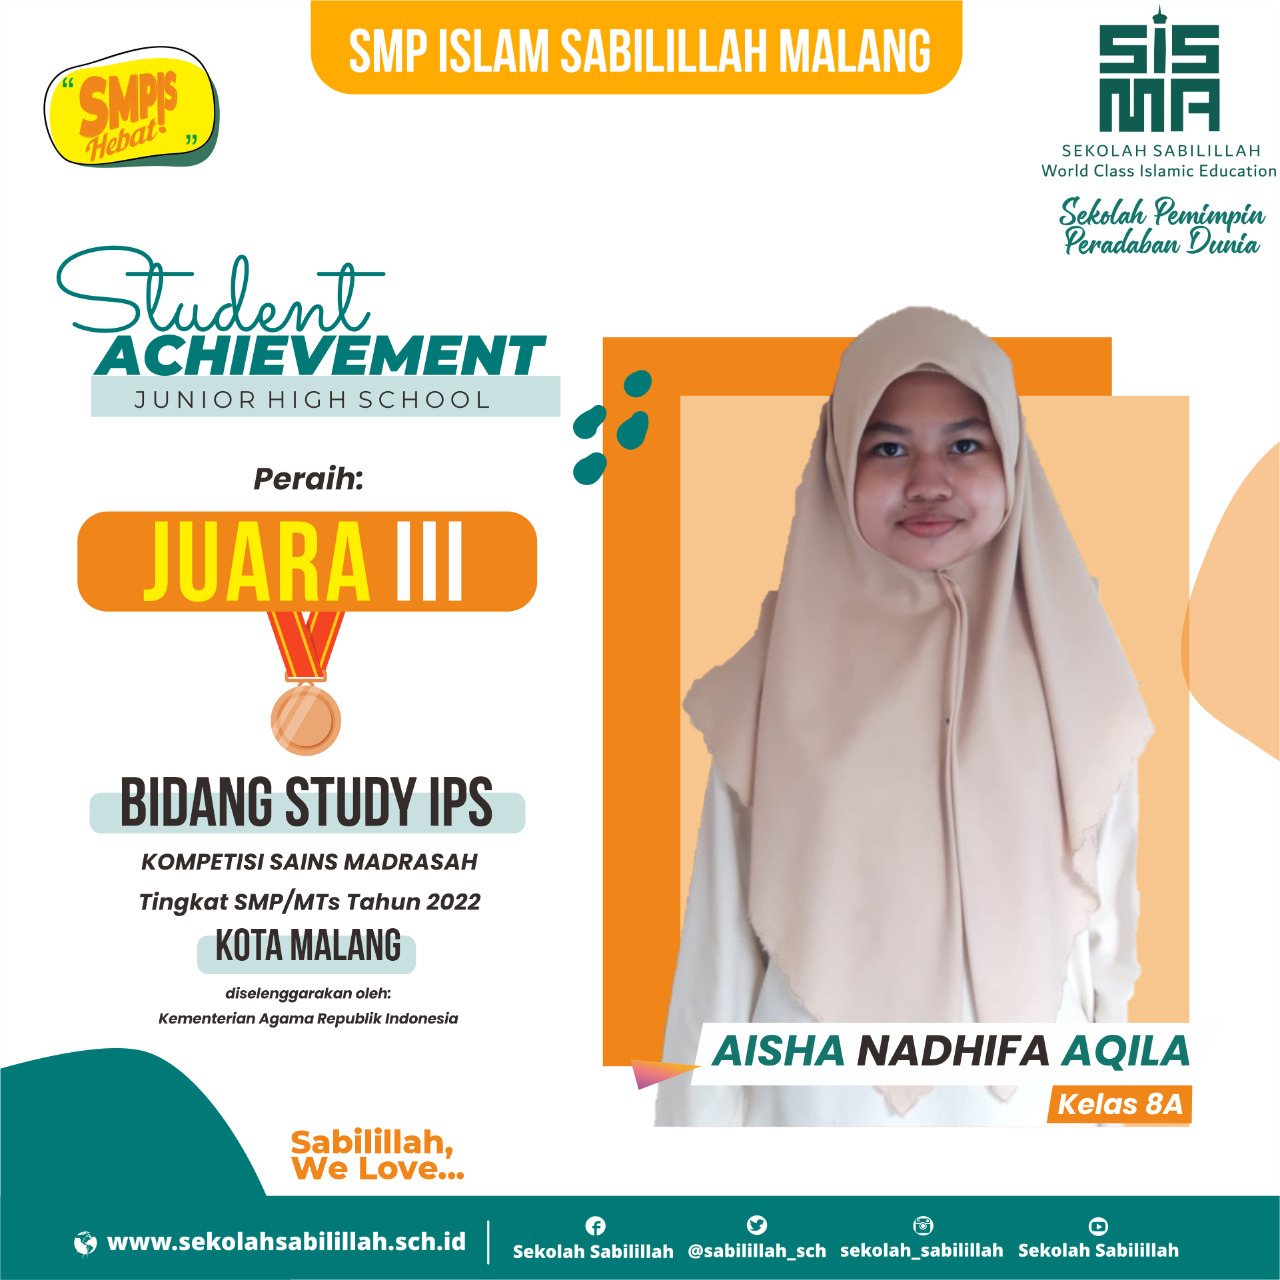 SMP ISLAM SABILILLAH MALANG
“SMPIS
Hebat!”
SISMA
SEKOLAH SABILILLAH
World Class Islamic Education
Sekolah Pemimpin
Peradaban Dunia
Student
ACHIEVEMENT
JUNIOR HIGH SCHOOL
Peraih:
JUARA III
BIDANG STUDY IPS
KOMPETISI SAINS MADRASAH
Tingkat SMP/MTs Tahun 2022
KOTA MALANG
diselenggarakan oleh:
Kementerian Agama Republik Indonesia
AISHA NADHIFA AQILA
Kelas 8A
Sabilillah,
We Love...
www.sekolahsabilillah.sch.id
Sekolah Sabilillah
@sabilillah_sch
sekolah_sabilillah
Sekolah Sabilillah